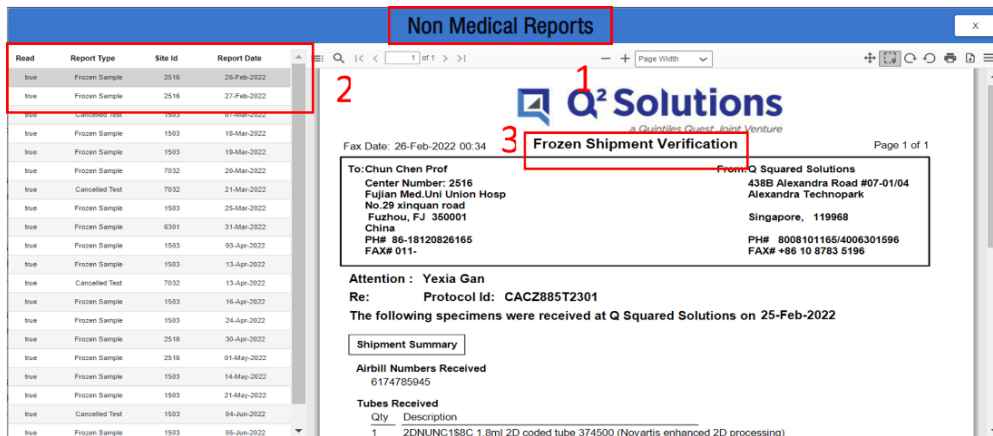 Non Medical Reports
X
Read Report Type Site Id Report Date
true Frozen Sample 2516 26-Feb-2022
true Frozen Sample 2516 27-Feb-2022
true Cancelled Test 1503 07-Mar-2022
true Frozen Sample 1503 18-Mar-2022
true Frozen Sample 1503 19-Mar-2022
true Frozen Sample 7032 20-Mar-2022
true Cancelled Test 7032 21-Mar-2022
true Frozen Sample 1503 25-Mar-2022
true Frozen Sample 6301 31-Mar-2022
true Frozen Sample 1503 03-Apr-2022
true Frozen Sample 1503 13-Apr-2022
true Cancelled Test 7032 13-Apr-2022
true Frozen Sample 1503 16-Apr-2022
true Frozen Sample 1503 24-Apr-2022
true Frozen Sample 2516 30-Apr-2022
true Frozen Sample 2516 01-May-2022
true Frozen Sample 1503 14-May-2022
true Frozen Sample 1503 21-May-2022
true Cancelled Test 1503 04-Jun-2022
true Frozen Sample 1503 05-Jun-2022
1 of 1
Page Width
1
2
3
Q² Solutions
a Quintiles Quest Joint Venture
Fax Date: 26-Feb-2022 00:34 Frozen Shipment Verification Page 1 of 1
To: Chun Chen Prof
Center Number: 2516
Fujian Med.Uni Union Hosp
No.29 xinquan road
Fuzhou, FJ 350001
China
PH# 86-18120826165
FAX# 011-
From: Q Squared Solutions
438B Alexandra Road #07-01/04
Alexandra Technopark
Singapore, 119968
PH# 8008101165/4006301596
FAX# +86 10 8783 5196
Attention : Yexia Gan
Re: Protocol Id: CACZ885T2301
The following specimens were received at Q Squared Solutions on 25-Feb-2022
Shipment Summary
Airbill Numbers Received
6174785945
Tubes Received
Qty Description
1 2DNUNC1$8C 1.8ml 2D coded tube 374500 (Novartis enhanced 2D processing)